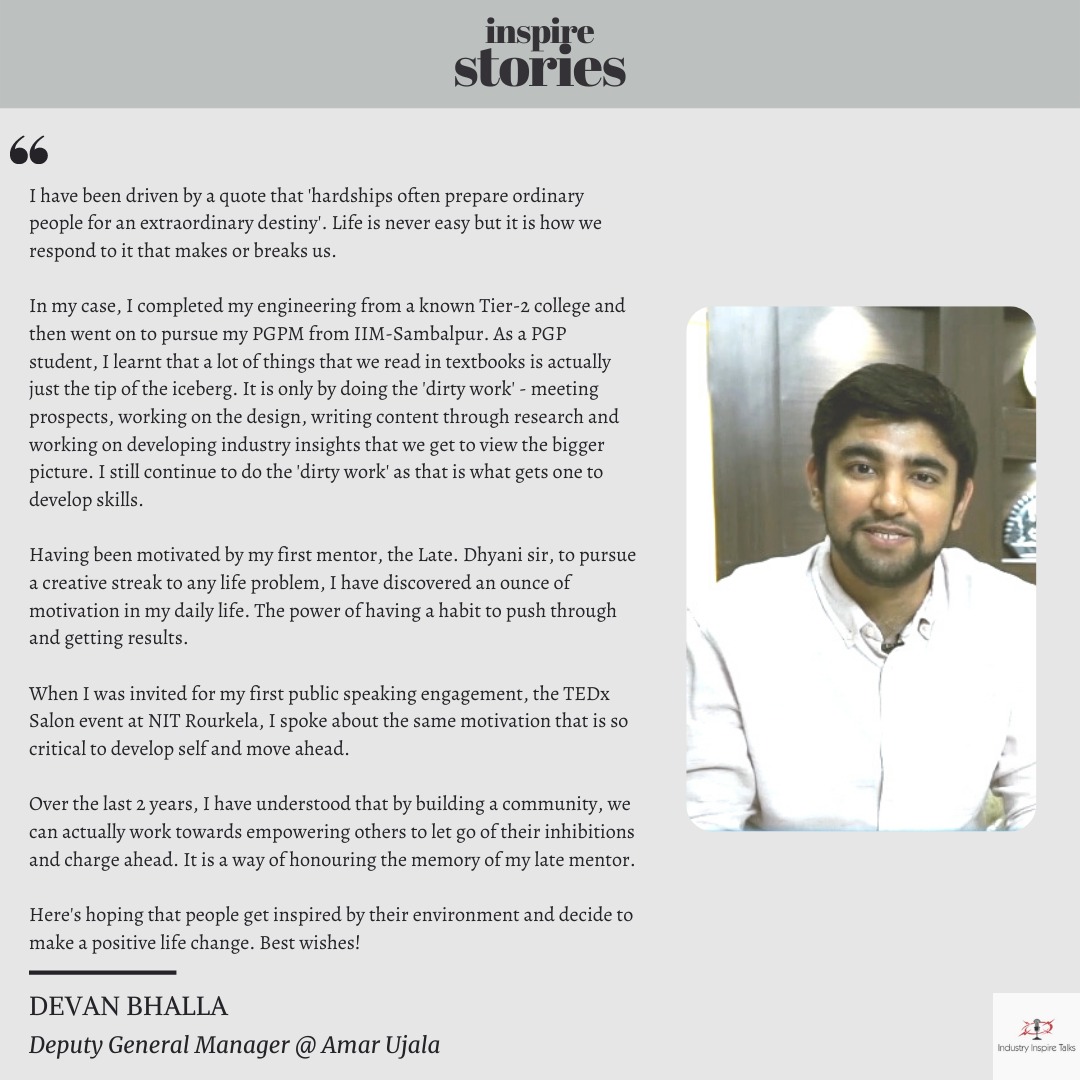 inspire
stories
“
I have been driven by a quote that 'hardships often prepare ordinary
people for an extraordinary destiny'. Life is never easy but it is how we
respond to it that makes or breaks us.
In my case, I completed my engineering from a known Tier-2 college and
then went on to pursue my PGPM from IIM-Sambalpur. As a PGP
student, I learnt that a lot of things that we read in textbooks is actually
just the tip of the iceberg. It is only by doing the 'dirty work' - meeting
prospects, working on the design, writing content through research and
working on developing industry insights that we get to view the bigger
picture. I still continue to do the 'dirty work' as that is what gets one to
develop skills.
Having been motivated by my first mentor, the Late. Dhyani sir, to pursue
a creative streak to any life problem, I have discovered an ounce of
motivation in my daily life. The power of having a habit to push through
and getting results.
When I was invited for my first public speaking engagement, the TEDx
Salon event at NIT Rourkela, I spoke about the same motivation that is so
critical to develop self and move ahead.
Over the last 2 years, I have understood that by building a community, we
can actually work towards empowering others to let go of their inhibitions
and charge ahead. It is a way of honouring the memory of my late mentor.
Here's hoping that people get inspired by their environment and decide to
make a positive life change. Best wishes!
DEVAN BHALLA
Deputy General Manager @ Amar Ujala
Industry Inspire Talks